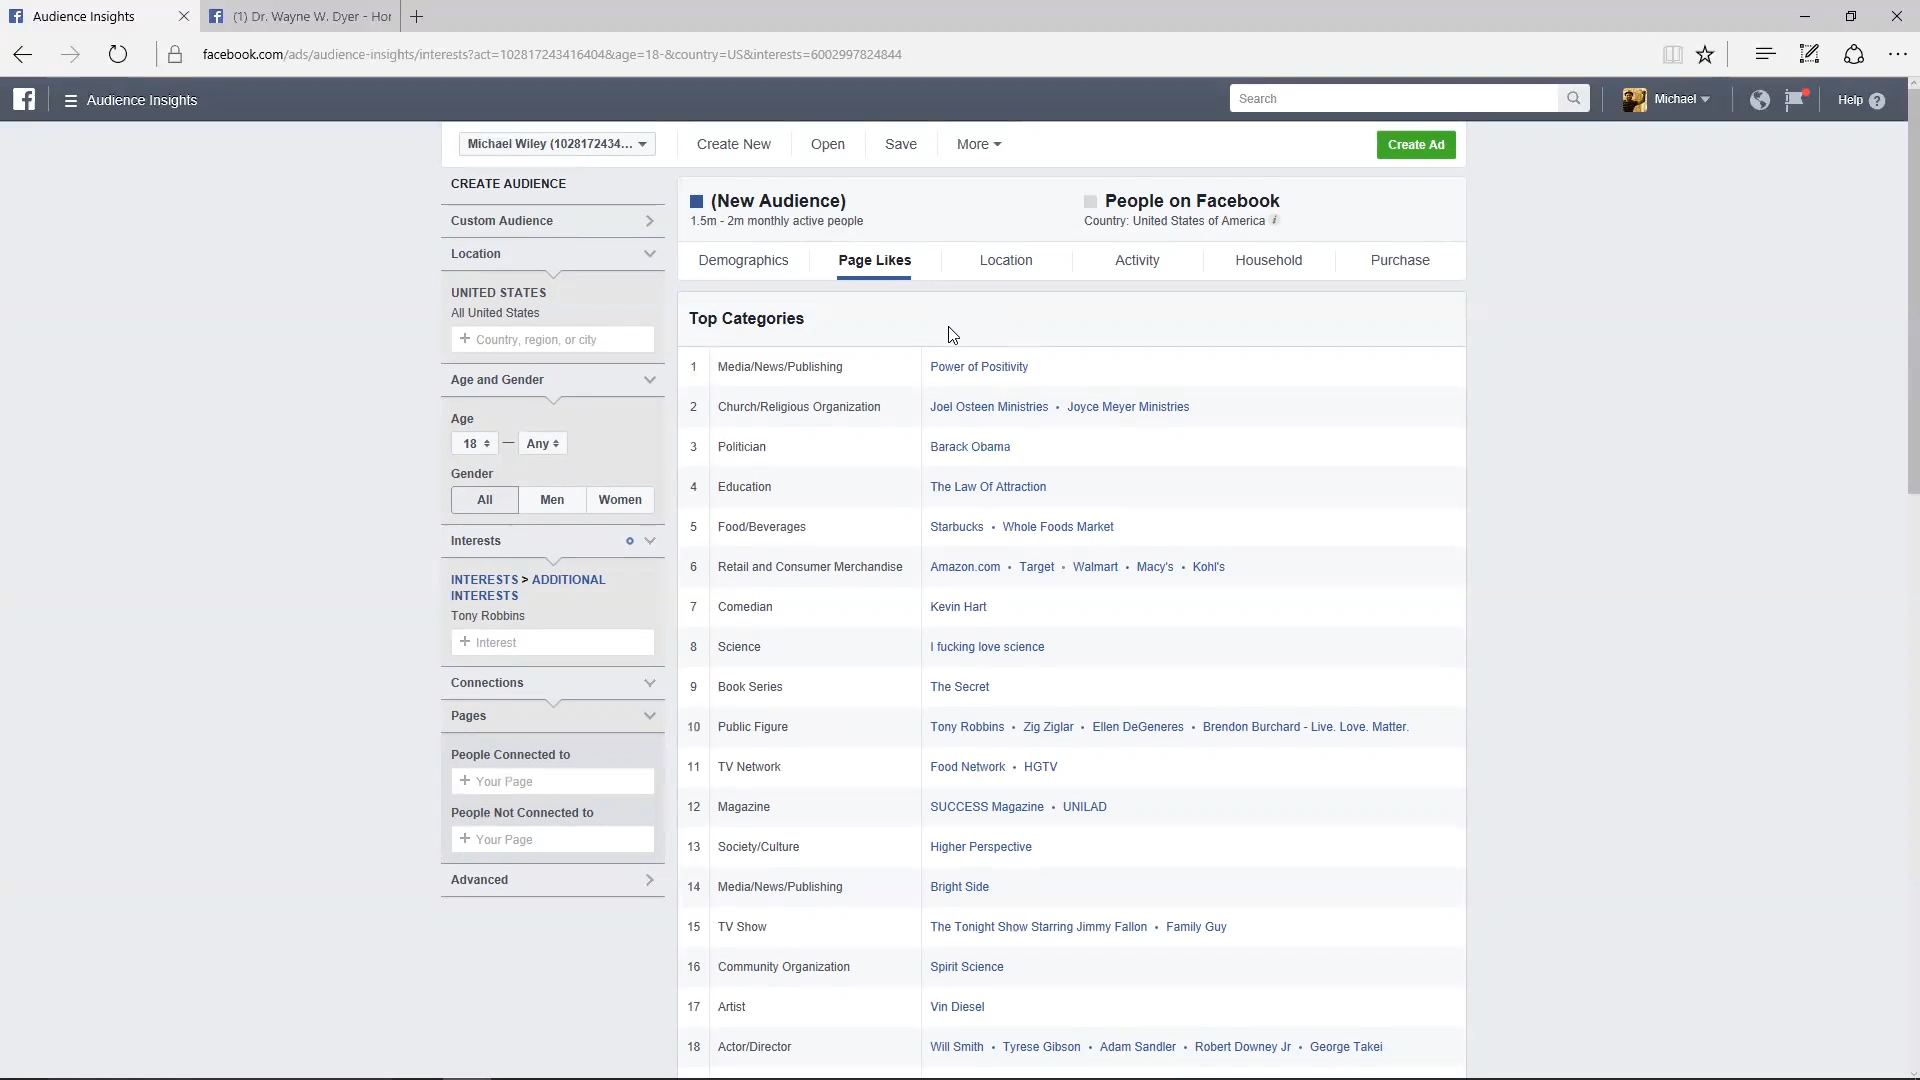 Audience Insights
(1) Dr. Wayne W. Dyer - Hor
facebook.com/ads/audience-insights/interests?act=102817243416404&age=18-&country=US&interests=6002997824844
Audience Insights
Search
Michael
Help
Michael Wiley (1028172434...
Create New
Open
Save
More
Create Ad
CREATE AUDIENCE
Custom Audience
Location
UNITED STATES
All United States
+ Country, region, or city
Age and Gender
Age
18 — Any
Gender
All Men Women
Interests
INTERESTS > ADDITIONAL
INTERESTS
Tony Robbins
+ Interest
Connections
Pages
People Connected to
+ Your Page
People Not Connected to
+ Your Page
Advanced
(New Audience)
1.5m - 2m monthly active people
People on Facebook
Country: United States of America
Demographics Page Likes Location Activity Household Purchase
Top Categories
1 Media/News/Publishing Power of Positivity
2 Church/Religious Organization Joel Osteen Ministries • Joyce Meyer Ministries
3 Politician Barack Obama
4 Education The Law Of Attraction
5 Food/Beverages Starbucks • Whole Foods Market
6 Retail and Consumer Merchandise Amazon.com • Target • Walmart • Macy's • Kohl's
7 Comedian Kevin Hart
8 Science I fucking love science
9 Book Series The Secret
10 Public Figure Tony Robbins • Zig Ziglar • Ellen DeGeneres • Brendon Burchard - Live. Love. Matter.
11 TV Network Food Network • HGTV
12 Magazine SUCCESS Magazine • UNILAD
13 Society/Culture Higher Perspective
14 Media/News/Publishing Bright Side
15 TV Show The Tonight Show Starring Jimmy Fallon • Family Guy
16 Community Organization Spirit Science
17 Artist Vin Diesel
18 Actor/Director Will Smith • Tyrese Gibson • Adam Sandler • Robert Downey Jr • George Takei